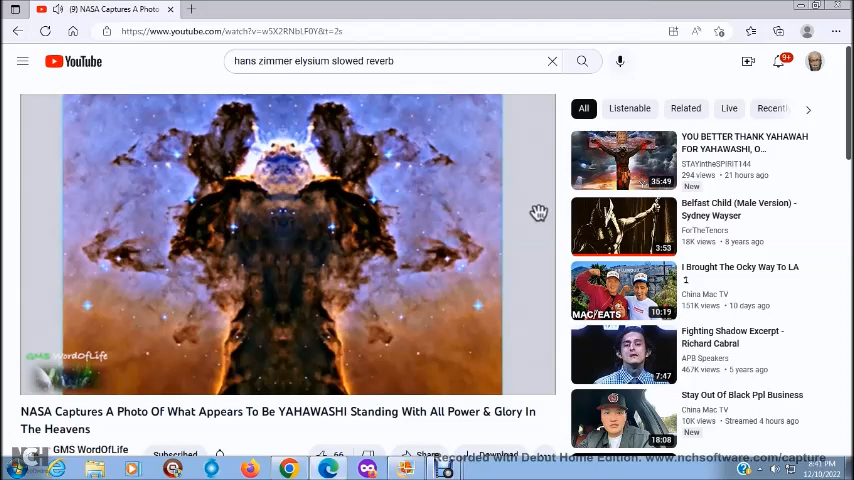 (9) NASA Captures A Photo
https://www.youtube.com/watch?v=w5X2RNbLF0Y&t=2s
YouTube
hans zimmer elysium slowed reverb
9+
All
Listenable
Related
Live
Recently
YOU BETTER THANK YAHAWAH
FOR YAHAWASHI, O...
STAYintheSPIRIT144
294 views • 21 hours ago
New
35:49
Belfast Child (Male Version) -
Sydney Wayser
ForTheTenors
18K views • 8 years ago
3:53
I Brought The Ocky Way To LA
1
China Mac TV
151K views • 10 days ago
MAC EATS
10:19
Fighting Shadow Excerpt -
Richard Cabral
APB Speakers
467K views • 5 years ago
7:47
Stay Out Of Black Ppl Business
China Mac TV
10K views • Streamed 4 hours ago
New
18:08
GMS WordOfLife
NASA Captures A Photo Of What Appears To Be YAHAWASHI Standing With All Power & Glory In
The Heavens
GMS WordOfLife
Subscribed
66
Share
Download
NCH
Recorded with Debut Home Edition. www.nchsoftware.com/capture
8:41 PM
12/10/2022